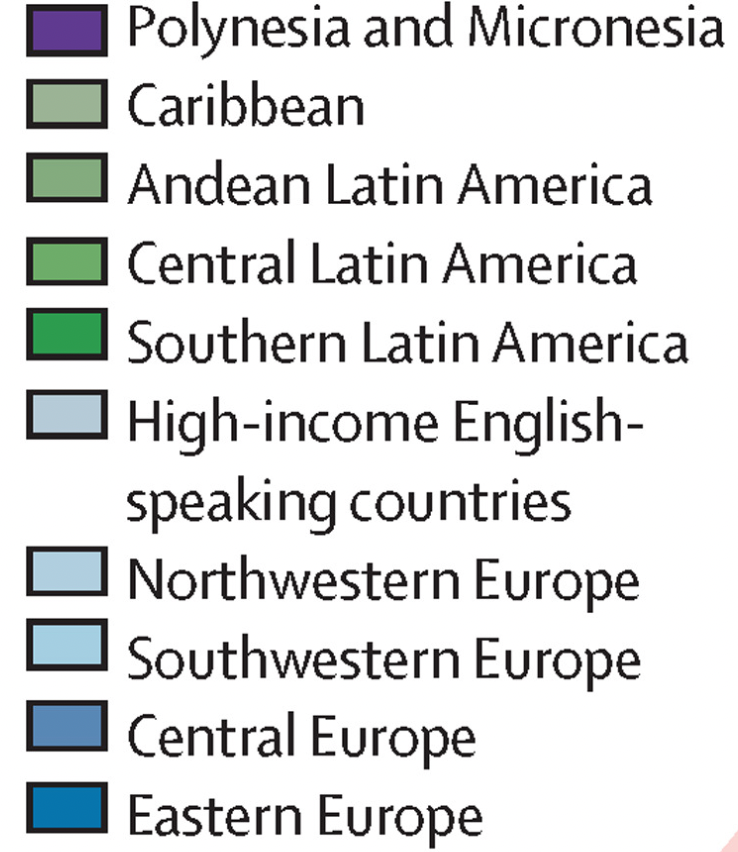 Polynesia and Micronesia
Caribbean
Andean Latin America
Central Latin America
Southern Latin America
High-income English-
speaking countries
Northwestern Europe
Southwestern Europe
Central Europe
Eastern Europe